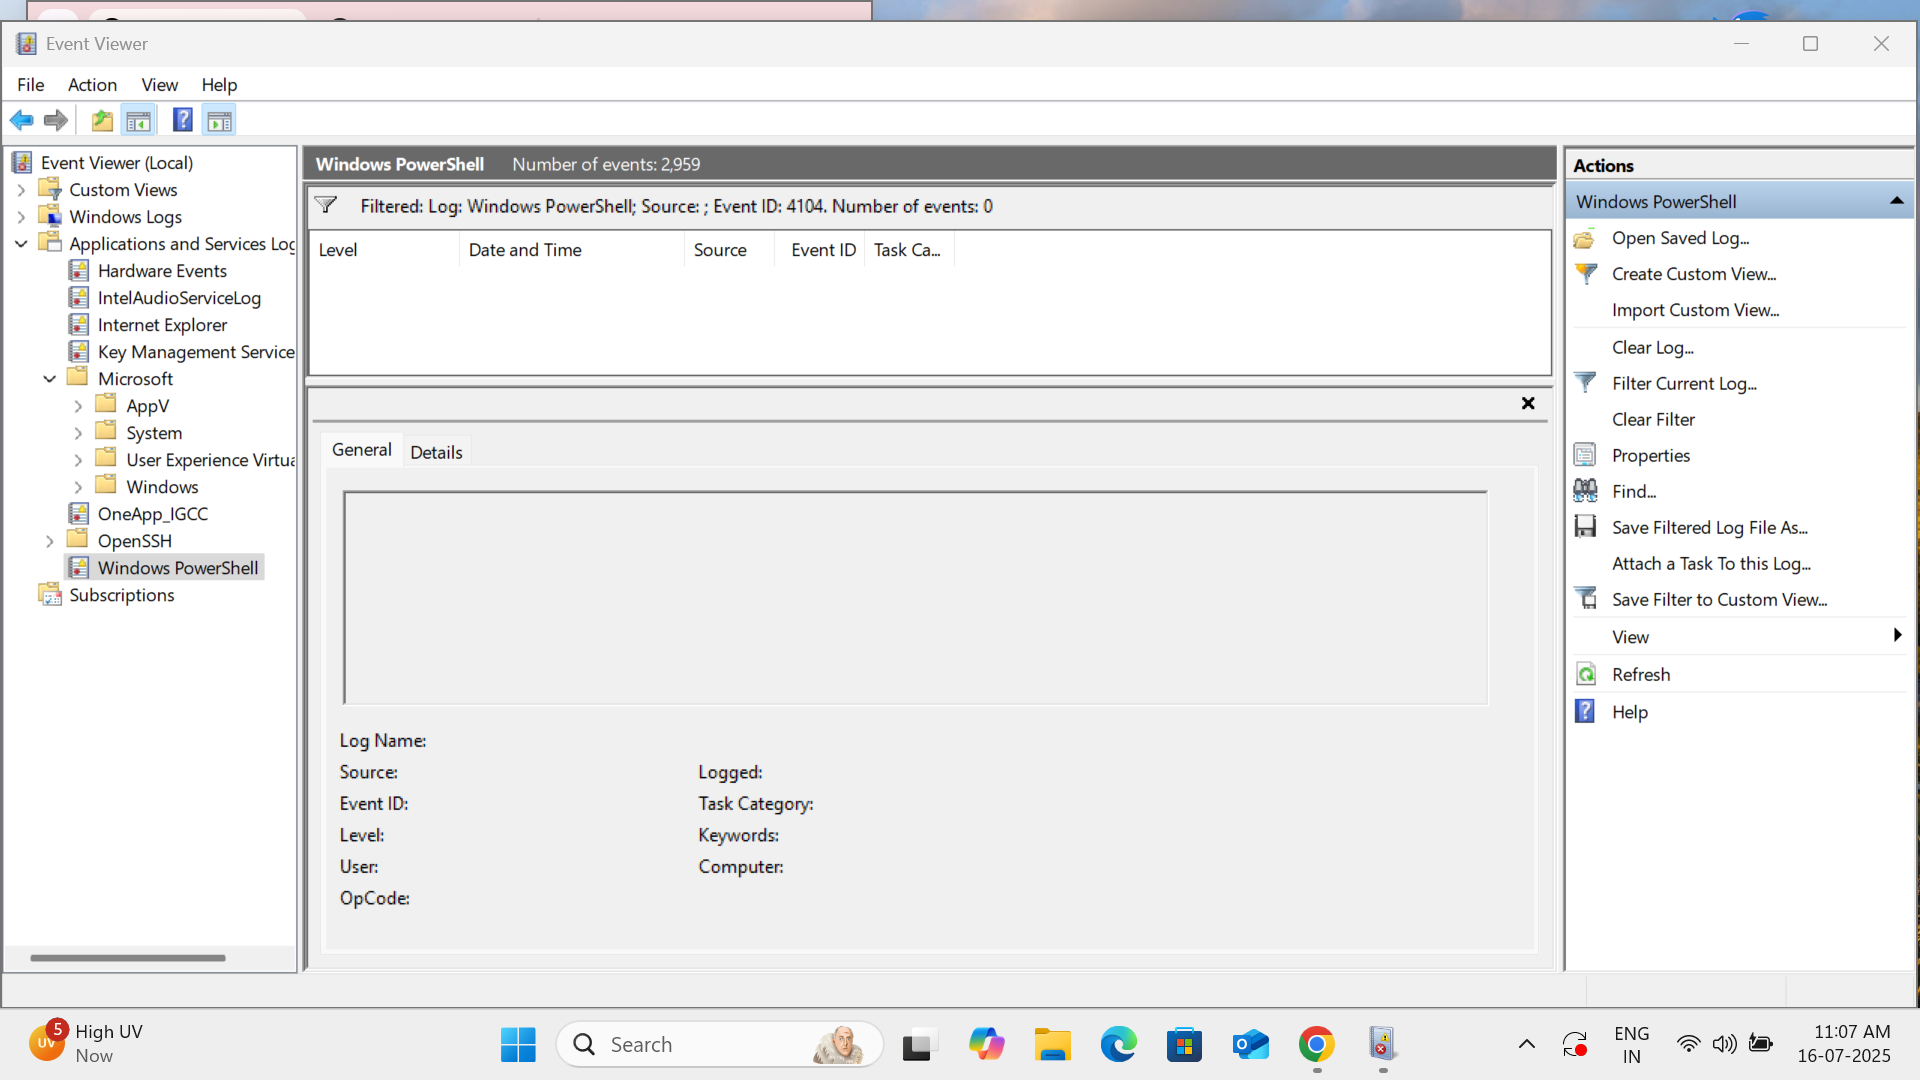 Event Viewer
File Action View Help
Event Viewer (Local)
Custom Views
Windows Logs
Applications and Services Log
Hardware Events
IntelAudioServiceLog
Internet Explorer
Key Management Service
Microsoft
AppV
System
User Experience Virtua
Windows
OneApp_IGCC
OpenSSH
Windows PowerShell
Subscriptions
Windows PowerShell Number of events: 2,959
Filtered: Log: Windows PowerShell; Source: ; Event ID: 4104. Number of events: 0
Level Date and Time Source Event ID Task Ca...
General Details
Log Name:
Source: Logged:
Event ID: Task Category:
Level: Keywords:
User: Computer:
OpCode:
Actions
Windows PowerShell
Open Saved Log...
Create Custom View...
Import Custom View...
Clear Log...
Filter Current Log...
Clear Filter
Properties
Find...
Save Filtered Log File As...
Attach a Task To this Log...
Save Filter to Custom View...
View
Refresh
Help
UV 5 High UV
Now
Search
ENG
IN
11:07 AM
16-07-2025